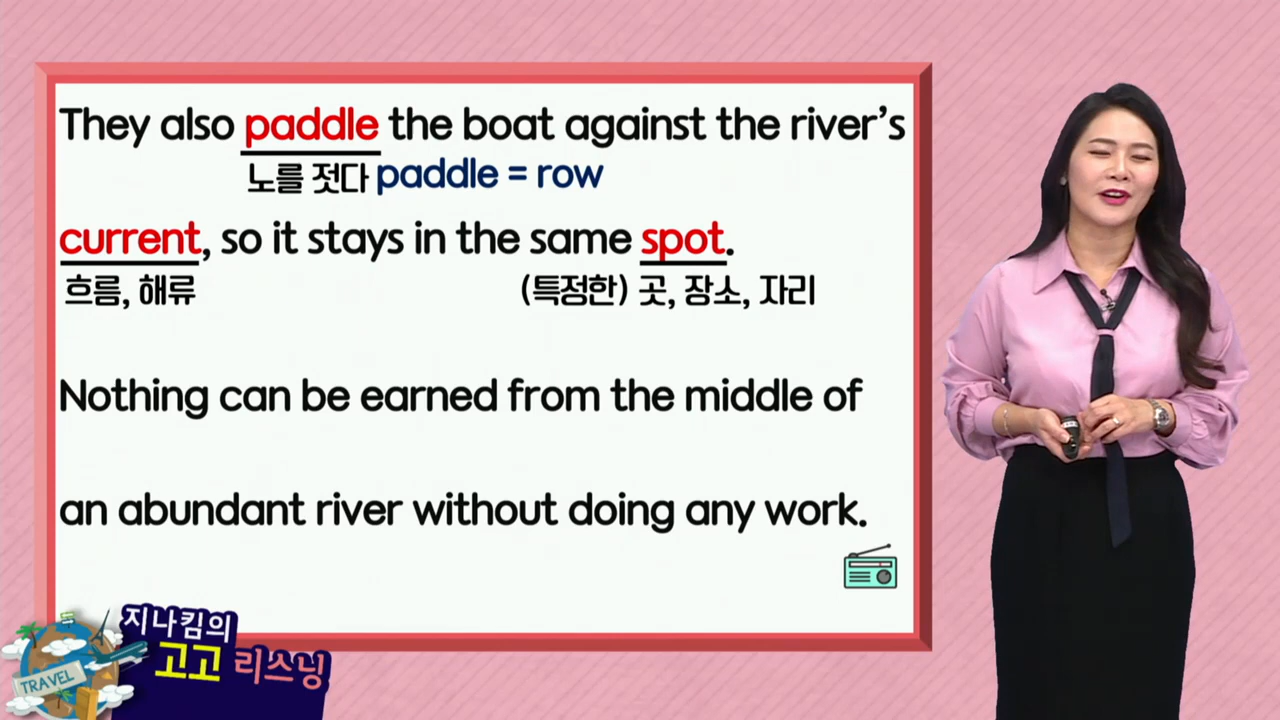 They also paddle the boat against the river's
노를 젓다 paddle = row
current, so it stays in the same spot.
흐름, 해류 (특정한) 곳, 장소, 자리
Nothing can be earned from the middle of
an abundant river without doing any work.
지나킴의
고고 리스닝
TRAVEL